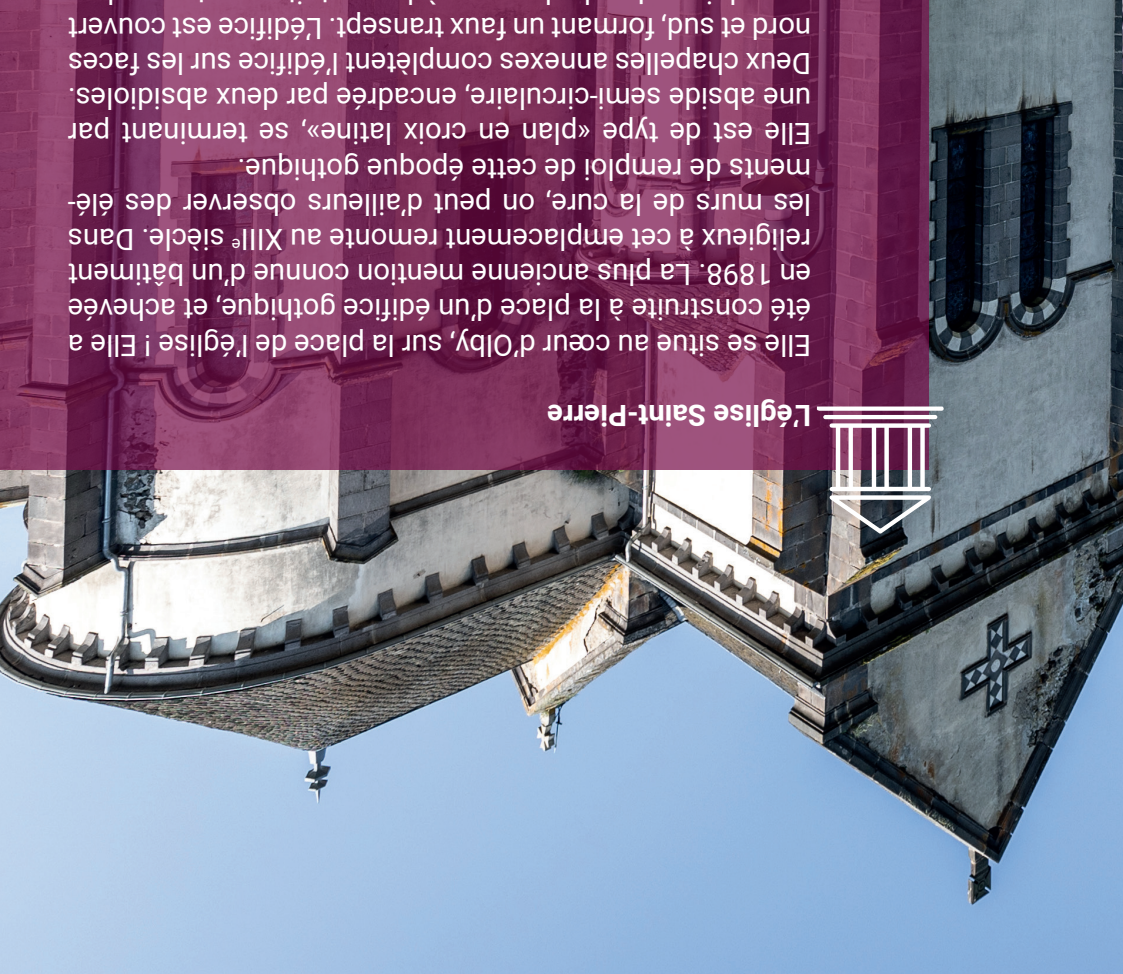 L'église Saint-Pierre
Elle se situe au cœur d'Olby, sur la place de l'église ! Elle a
été construite à la place d'un édifice gothique, et achevée
en 1898. La plus ancienne mention connue d'un bâtiment
religieux à cet emplacement remonte au XIIIᵉ siècle. Dans
les murs de la cure, on peut d'ailleurs observer des élé-
ments de remploi de cette époque gothique.
Elle est de type «plan en croix latine», se terminant par
une abside semi-circulaire, encadrée par deux absidioles.
Deux chapelles annexes complètent l'édifice sur les faces
nord et sud, formant un faux transept. L'édifice est couvert